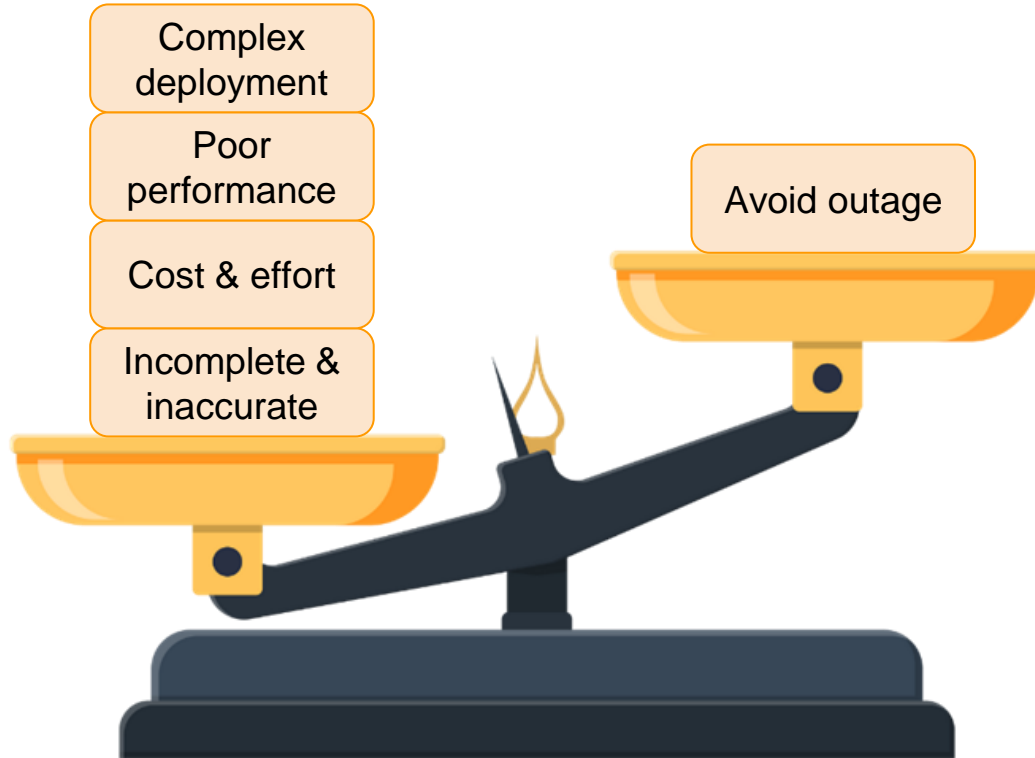 Complex
deployment
Poor
performance
Cost & effort
Incomplete &
inaccurate
Avoid outage